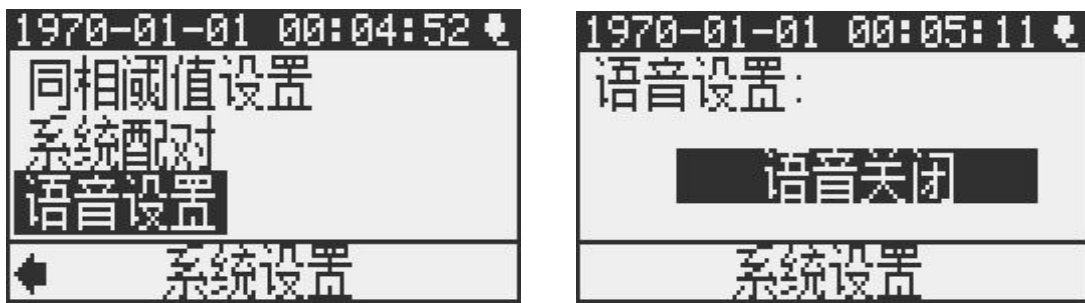 1970-01-01 00:04:52
同相阈值设置
系统配对
语音设置
系统设置
1970-01-01 00:05:11
语音设置:
语音关闭
系统设置